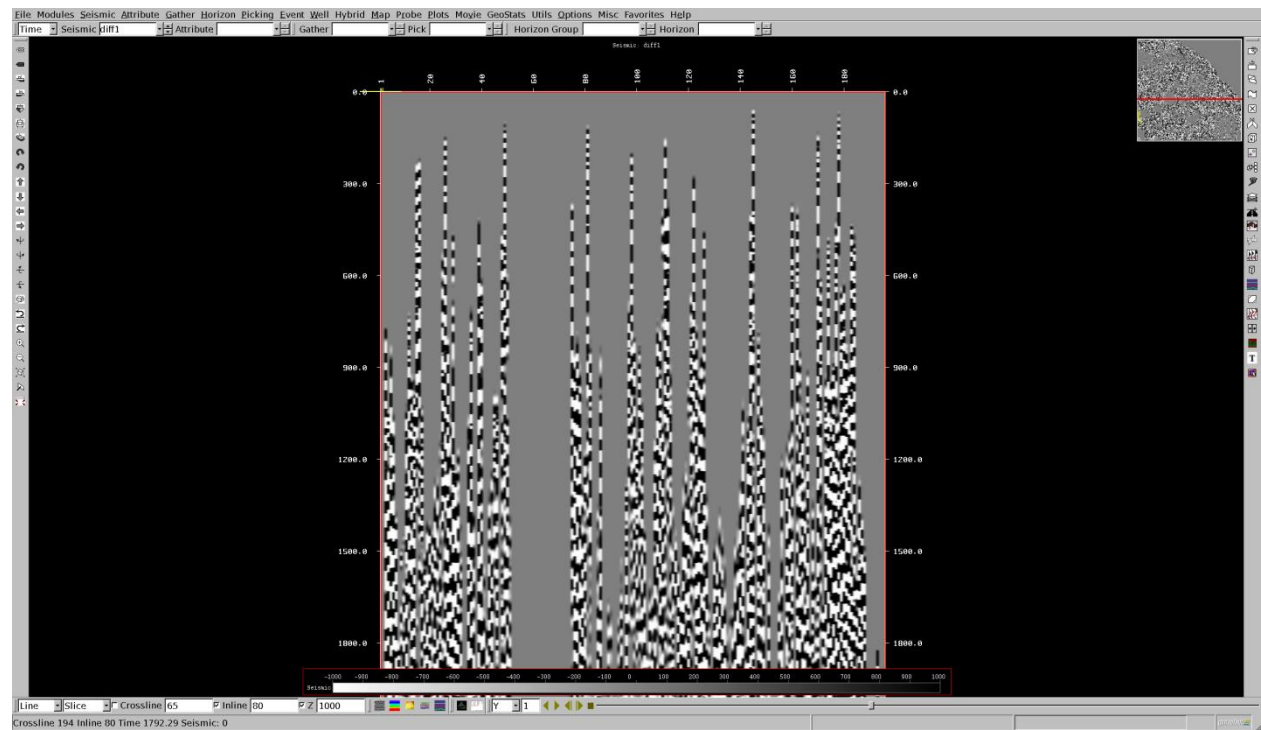 File Modules Seismic Attribute Gather Horizon Picking Event Well Hybrid Map Probe Plots Movie GeoStats Utils Options Misc Favorites Help
Time Seismic diff1 Attribute Gather Pick Horizon Group Horizon
Seismic: diff1
1 20 40 60 80 100 120 140 160 180
0.0 0.0
300.0 300.0
600.0 600.0
900.0 900.0
1200.0 1200.0
1500.0 1500.0
1800.0 1800.0
-1000 -900 -800 -700 -600 -500 -400 -300 -200 -100 0 100 200 300 400 500 600 700 800 900 1000
Seismic
Line Slice Crossline 65 Inline 80 Z 1000 Y 1
Crossline 194 Inline 80 Time 1792.29 Seismic: 0